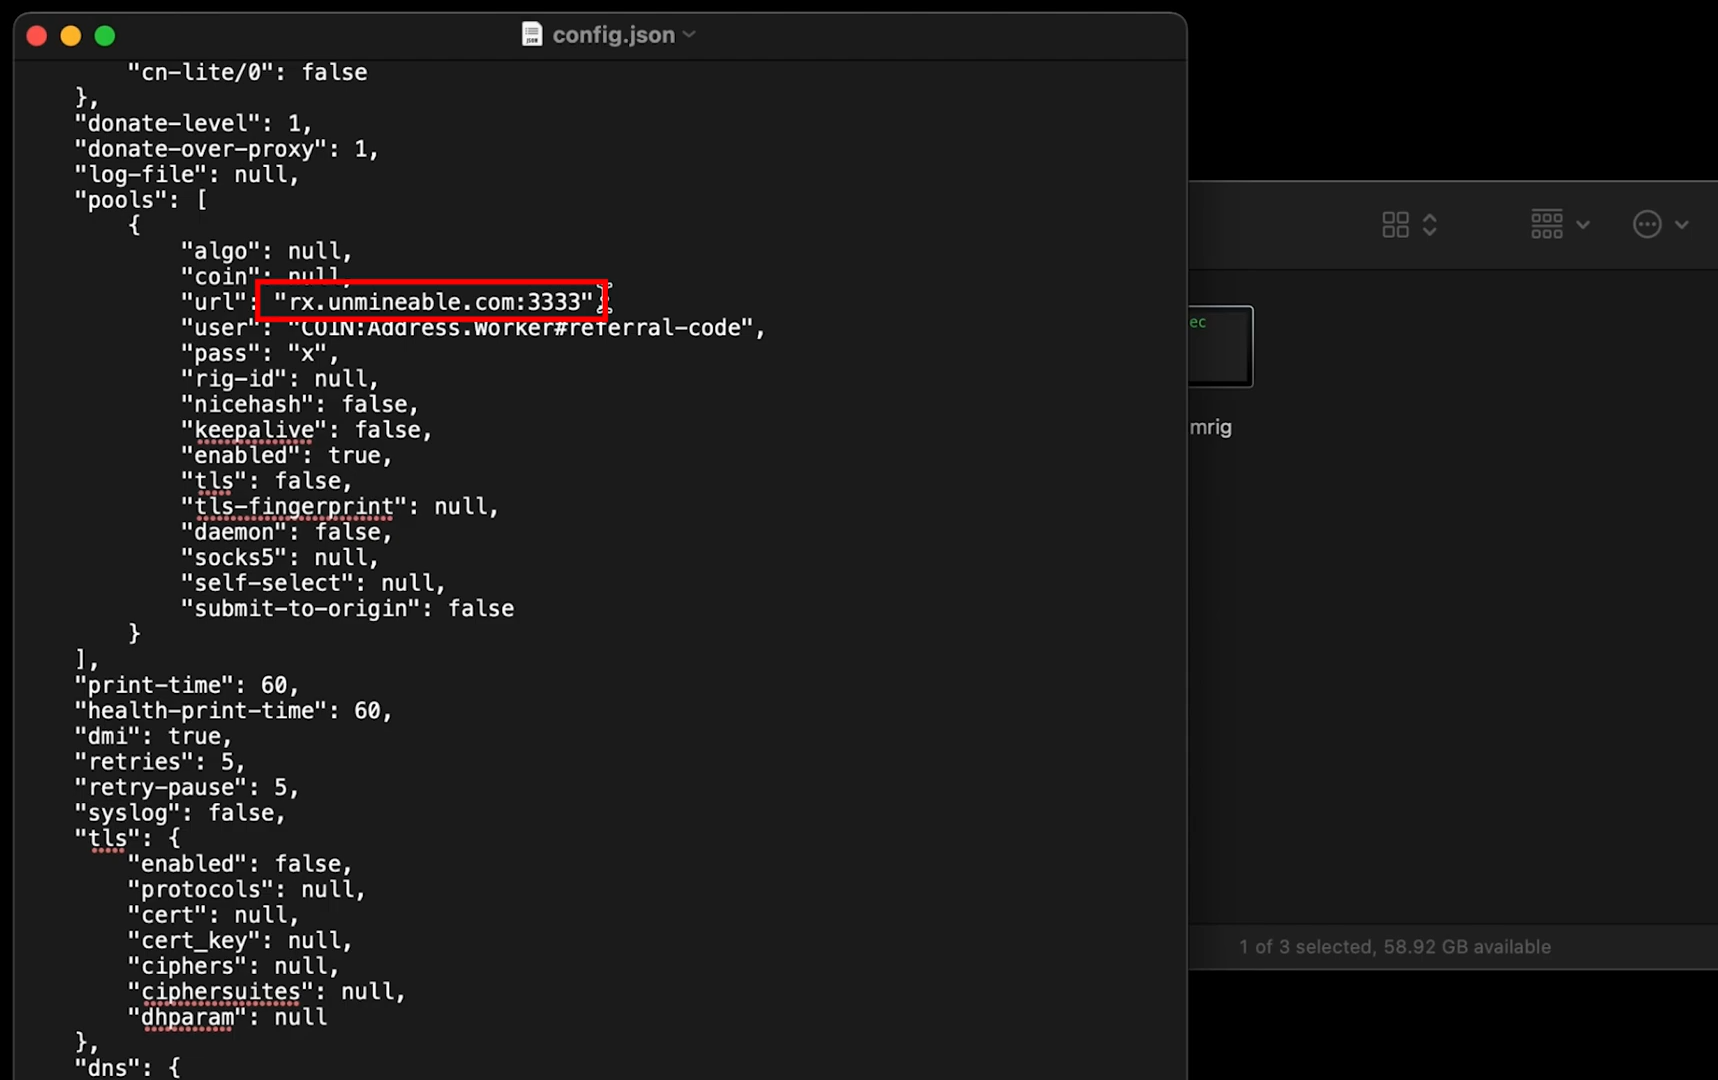 config.json
"cn-lite/0": false
},
"donate-level": 1,
"donate-over-proxy": 1,
"log-file": null,
"pools": [
{
"algo": null,
"coin": null,
"url": "rx.unmineable.com:3333",
"user": "COIN:Address.Worker#referral-code",
"pass": "x",
"rig-id": null,
"nicehash": false,
"keepalive": false,
"enabled": true,
"tls": false,
"tls-fingerprint": null,
"daemon": false,
"socks5": null,
"self-select": null,
"submit-to-origin": false
}
],
"print-time": 60,
"health-print-time": 60,
"dmi": true,
"retries": 5,
"retry-pause": 5,
"syslog": false,
"tls": {
"enabled": false,
"protocols": null,
"cert": null,
"cert_key": null,
"ciphers": null,
"ciphersuites": null,
"dhparam": null
},
"dns": {
ec
mrig
1 of 3 selected, 58.92 GB available